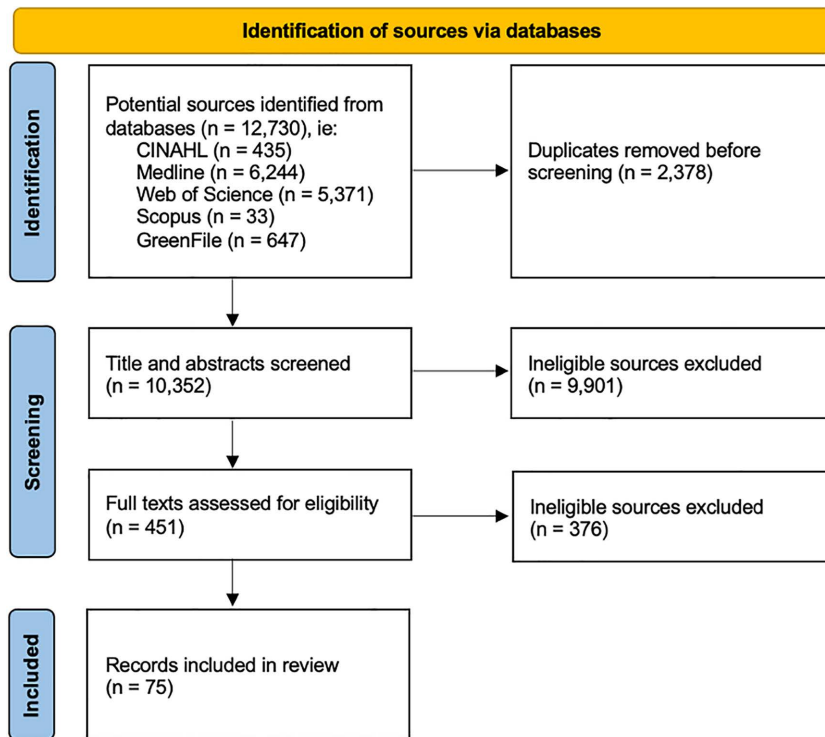 Identification of sources via databases
Identification
Potential sources identified from
databases (n = 12,730), ie:
CINAHL (n = 435)
Medline (n = 6,244)
Web of Science (n = 5,371)
Scopus (n = 33)
GreenFile (n = 647)
Duplicates removed before
screening (n = 2,378)
Screening
Title and abstracts screened
(n = 10,352)
Ineligible sources excluded
(n = 9,901)
Full texts assessed for eligibility
(n = 451)
Ineligible sources excluded
(n = 376)
Included
Records included in review
(n = 75)